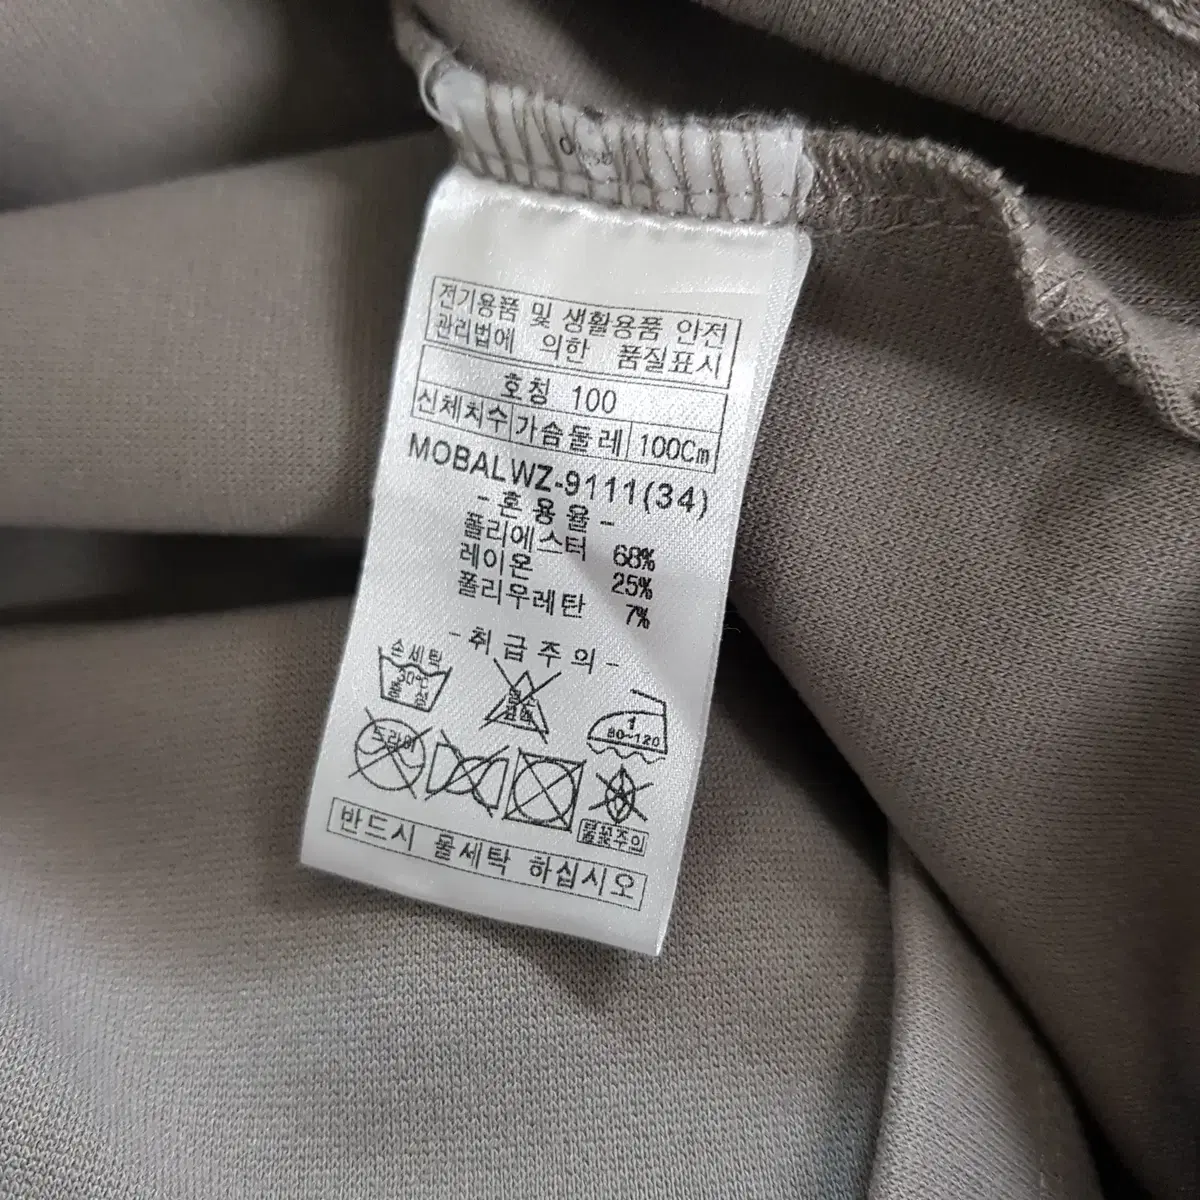 전기용품 및 생활용품 안전
관리법에 의한 품질표시
호칭 100
신체치수 가슴둘레 100Cm
MOBALWZ-9111(34)
- 혼용율 -
폴리에스터 68%
레이온 25%
폴리우레탄 7%
- 취급주의 -
손세탁
30℃
중성
1
80~120
드라이
불꽃주의
반드시 울세탁 하십시오